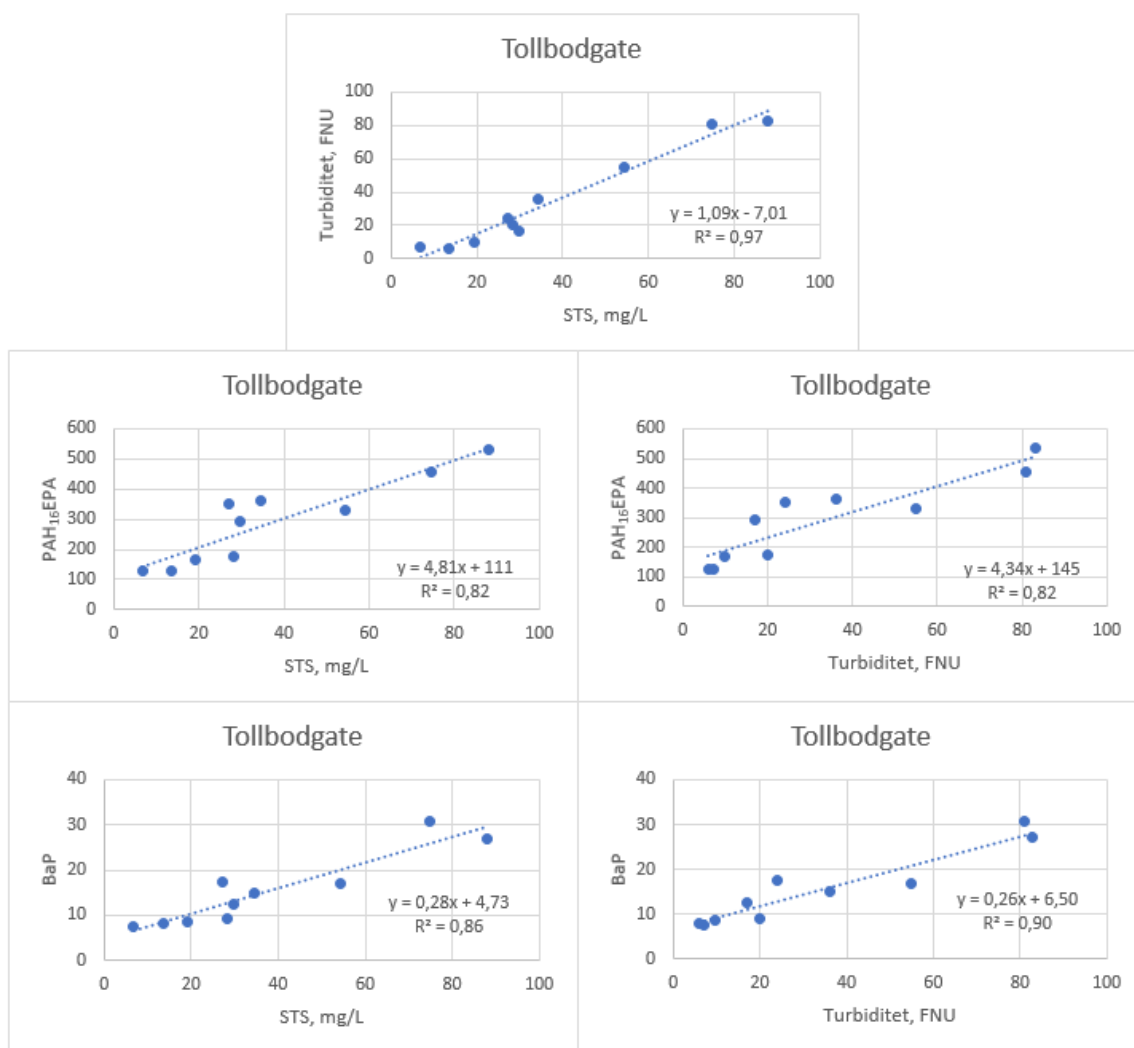 Tollbodgate
Turbiditet, FNU
100
80
60
40
20
0
0 20 40 60 80 100
STS, mg/L
y = 1,09x - 7,01
R² = 0,97
Tollbodgate
PAH₁₆EPA
600
500
400
300
200
100
0
0 20 40 60 80 100
STS, mg/L
y = 4,81x + 111
R² = 0,82
Tollbodgate
PAH₁₆EPA
600
500
400
300
200
100
0
0 20 40 60 80 100
Turbiditet, FNU
y = 4,34x + 145
R² = 0,82
Tollbodgate
BaP
40
30
20
10
0
0 20 40 60 80 100
STS, mg/L
y = 0,28x + 4,73
R² = 0,86
Tollbodgate
BaP
40
30
20
10
0
0 20 40 60 80 100
Turbiditet, FNU
y = 0,26x + 6,50
R² = 0,90